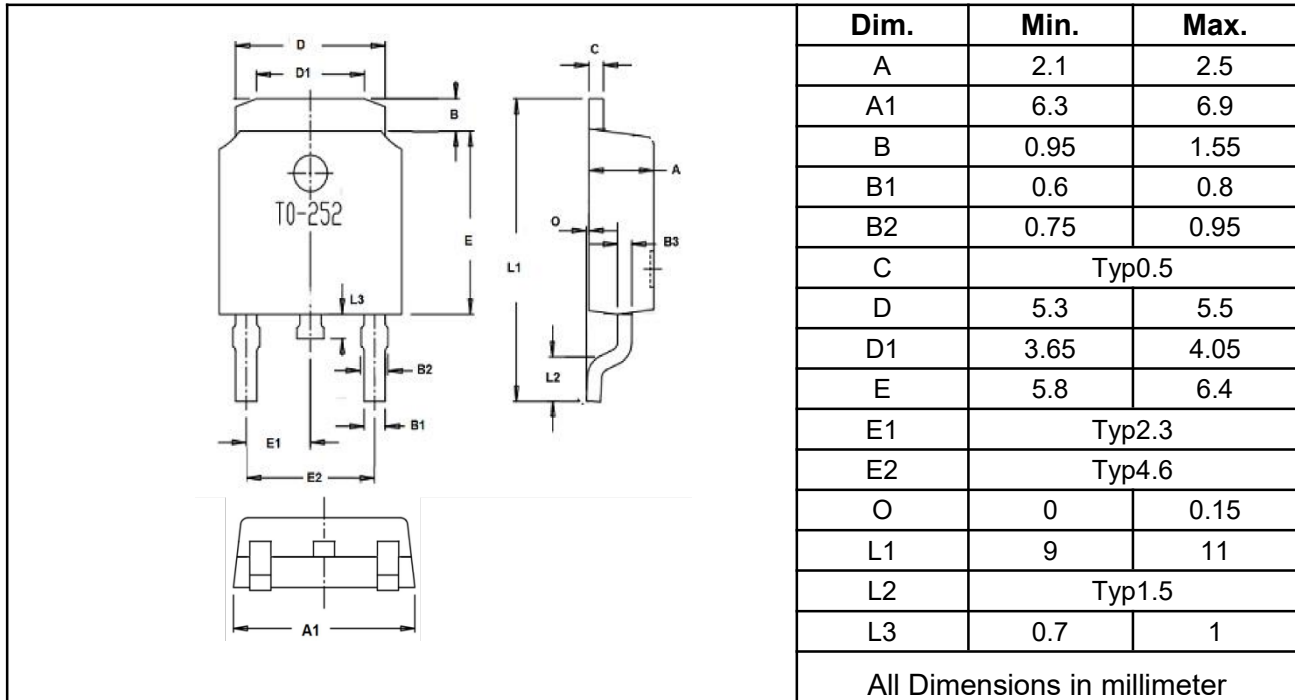 D
D1
B
TO-252
E
L3
B2
B1
E1
E2
A1
C
A
O
B3
L1
L2
Dim. Min. Max.
A 2.1 2.5
A1 6.3 6.9
B 0.95 1.55
B1 0.6 0.8
B2 0.75 0.95
C Typ0.5
D 5.3 5.5
D1 3.65 4.05
E 5.8 6.4
E1 Typ2.3
E2 Typ4.6
O 0 0.15
L1 9 11
L2 Typ1.5
L3 0.7 1
All Dimensions in millimeter